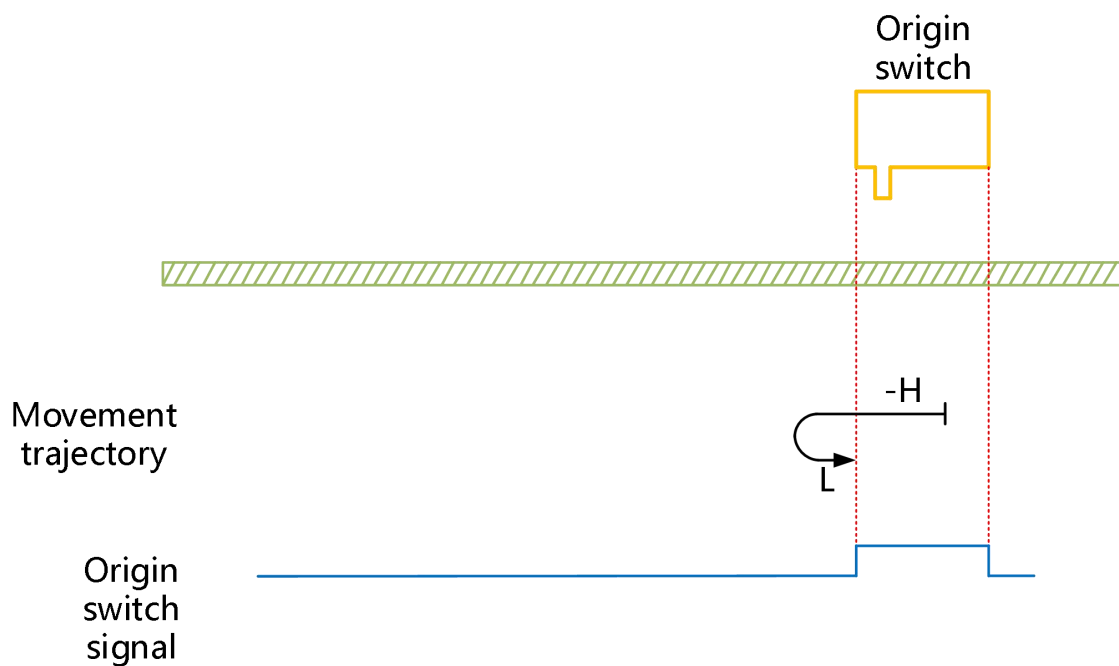 Origin
switch
-H
Movement
trajectory
L
Origin
switch
signal